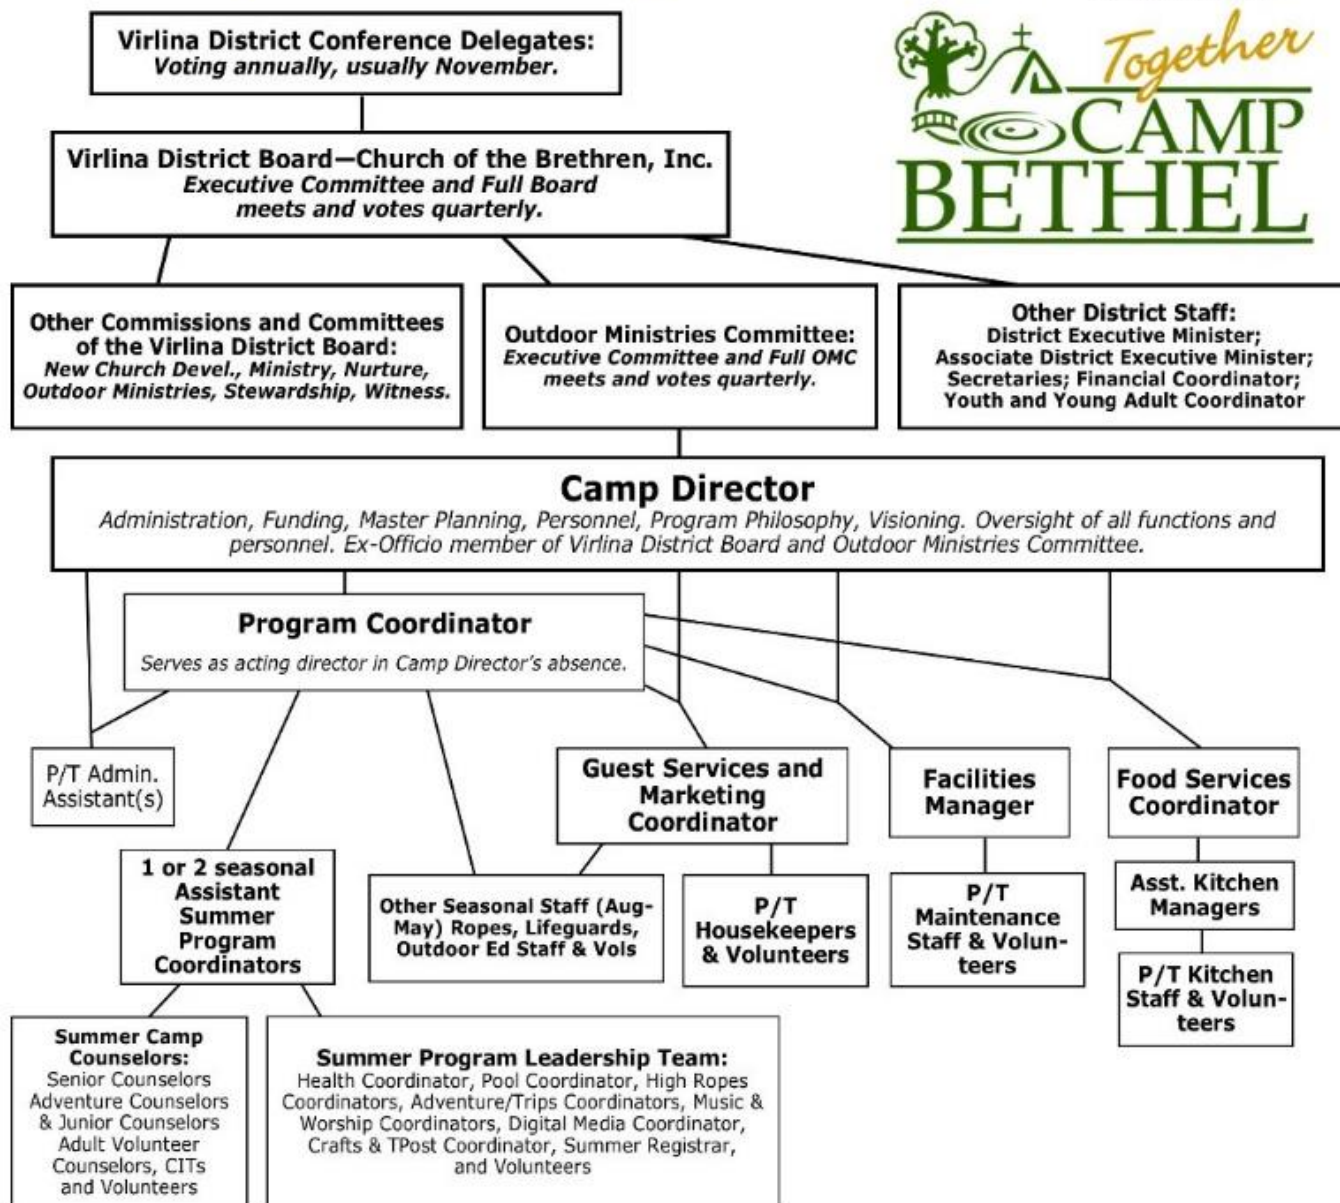 Virlina District Conference Delegates:
Voting annually, usually November.
Together
CAMP
BETHEL
Virlina District Board—Church of the Brethren, Inc.
Executive Committee and Full Board
meets and votes quarterly.
Other Commissions and Committees
of the Virlina District Board:
New Church Devel., Ministry, Nurture,
Outdoor Ministries, Stewardship, Witness.
Outdoor Ministries Committee:
Executive Committee and Full OMC
meets and votes quarterly.
Other District Staff:
District Executive Minister;
Associate District Executive Minister;
Secretaries; Financial Coordinator;
Youth and Young Adult Coordinator
Camp Director
Administration, Funding, Master Planning, Personnel, Program Philosophy, Visioning. Oversight of all functions and
personnel. Ex-Officio member of Virlina District Board and Outdoor Ministries Committee.
Program Coordinator
Serves as acting director in Camp Director's absence.
P/T Admin.
Assistant(s)
Guest Services and
Marketing
Coordinator
Facilities
Manager
Food Services
Coordinator
1 or 2 seasonal
Assistant
Summer
Program
Coordinators
Other Seasonal Staff (Aug-
May) Ropes, Lifeguards,
Outdoor Ed Staff & Vols
P/T
Housekeepers
& Volunteers
P/T
Maintenance
Staff & Volun-
teers
Asst. Kitchen
Managers
P/T Kitchen
Staff & Volun-
teers
Summer Camp
Counselors:
Senior Counselors
Adventure Counselors
& Junior Counselors
Adult Volunteer
Counselors, CITs
and Volunteers
Summer Program Leadership Team:
Health Coordinator, Pool Coordinator, High Ropes
Coordinators, Adventure/Trips Coordinators, Music &
Worship Coordinators, Digital Media Coordinator,
Crafts & TPost Coordinator, Summer Registrar,
and Volunteers